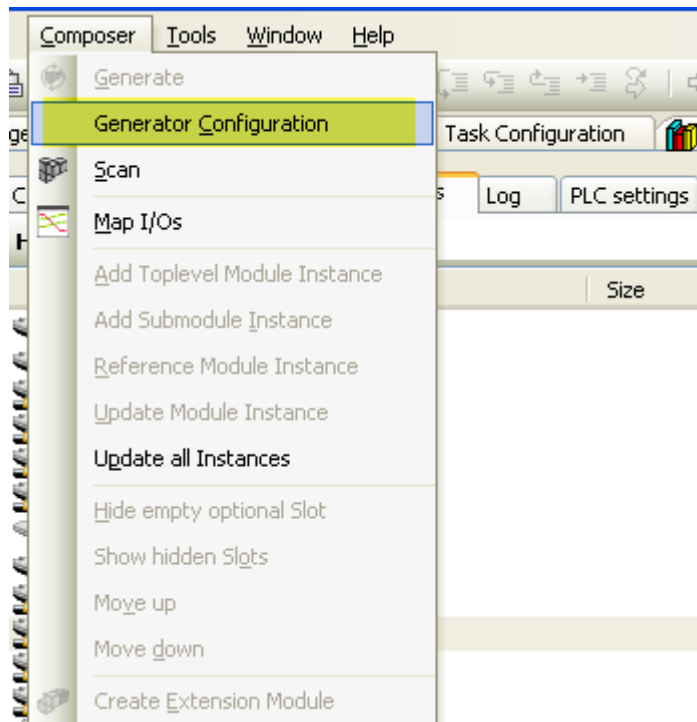 Composer Tools Window Help
Generate
Generator Configuration
Task Configuration
Scan
Log PLC settings
Map I/Os
Add Toplevel Module Instance
Size
Add Submodule Instance
Reference Module Instance
Update Module Instance
Update all Instances
Hide empty optional Slot
Show hidden Slots
Move up
Move down
Create Extension Module